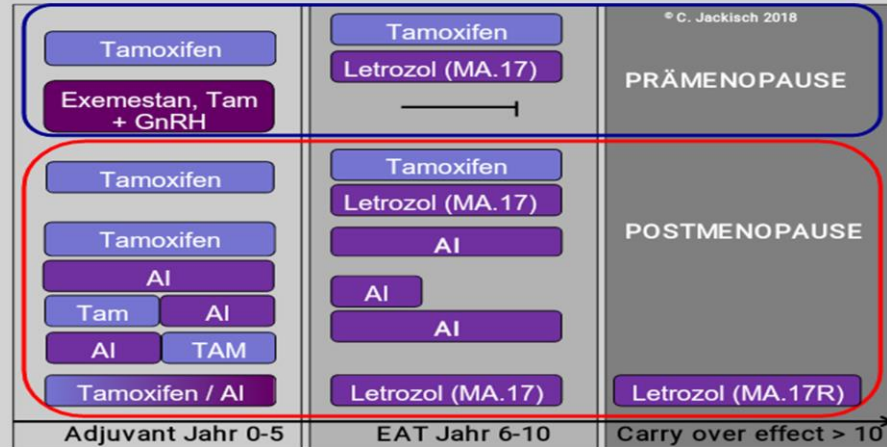 © C. Jackisch 2018
Tamoxifen
Exemestan, Tam
+ GnRH
Tamoxifen
Letrozol (MA.17)
PRÄMENOPAUSE
Tamoxifen
Tamoxifen
AI
Tam
AI
AI
TAM
Tamoxifen / AI
Tamoxifen
Letrozol (MA.17)
AI
AI
AI
Letrozol (MA.17)
POSTMENOPAUSE
Letrozol (MA.17R)
Adjuvant Jahr 0-5
EAT Jahr 6-10
Carry over effect > 10